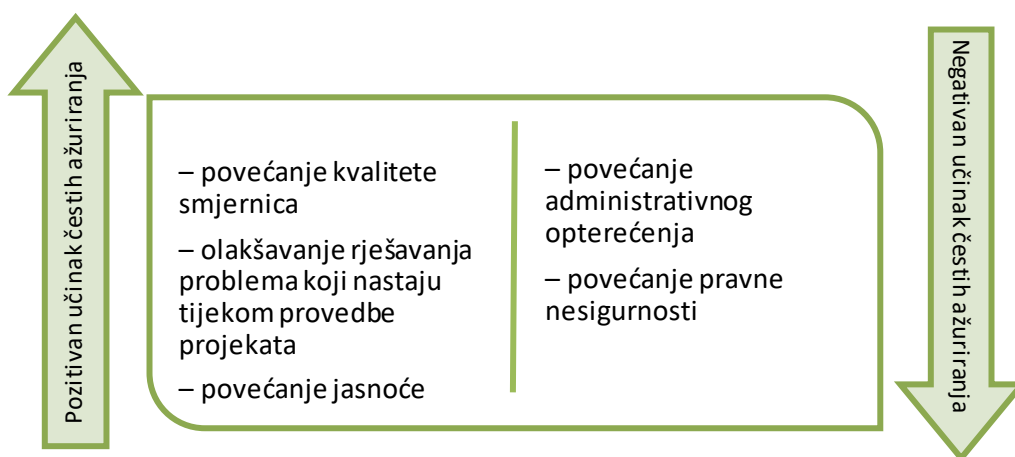 Pozitivan učinak čestih ažuriranja
– povećanje kvalitete
smjernica
– olakšavanje rješavanja
problema koji nastaju
tijekom provedbe
projekata
– povećanje jasnoće
– povećanje
administrativnog
opterećenja
– povećanje pravne
nesigurnosti
Negativan učinak čestih ažuriranja